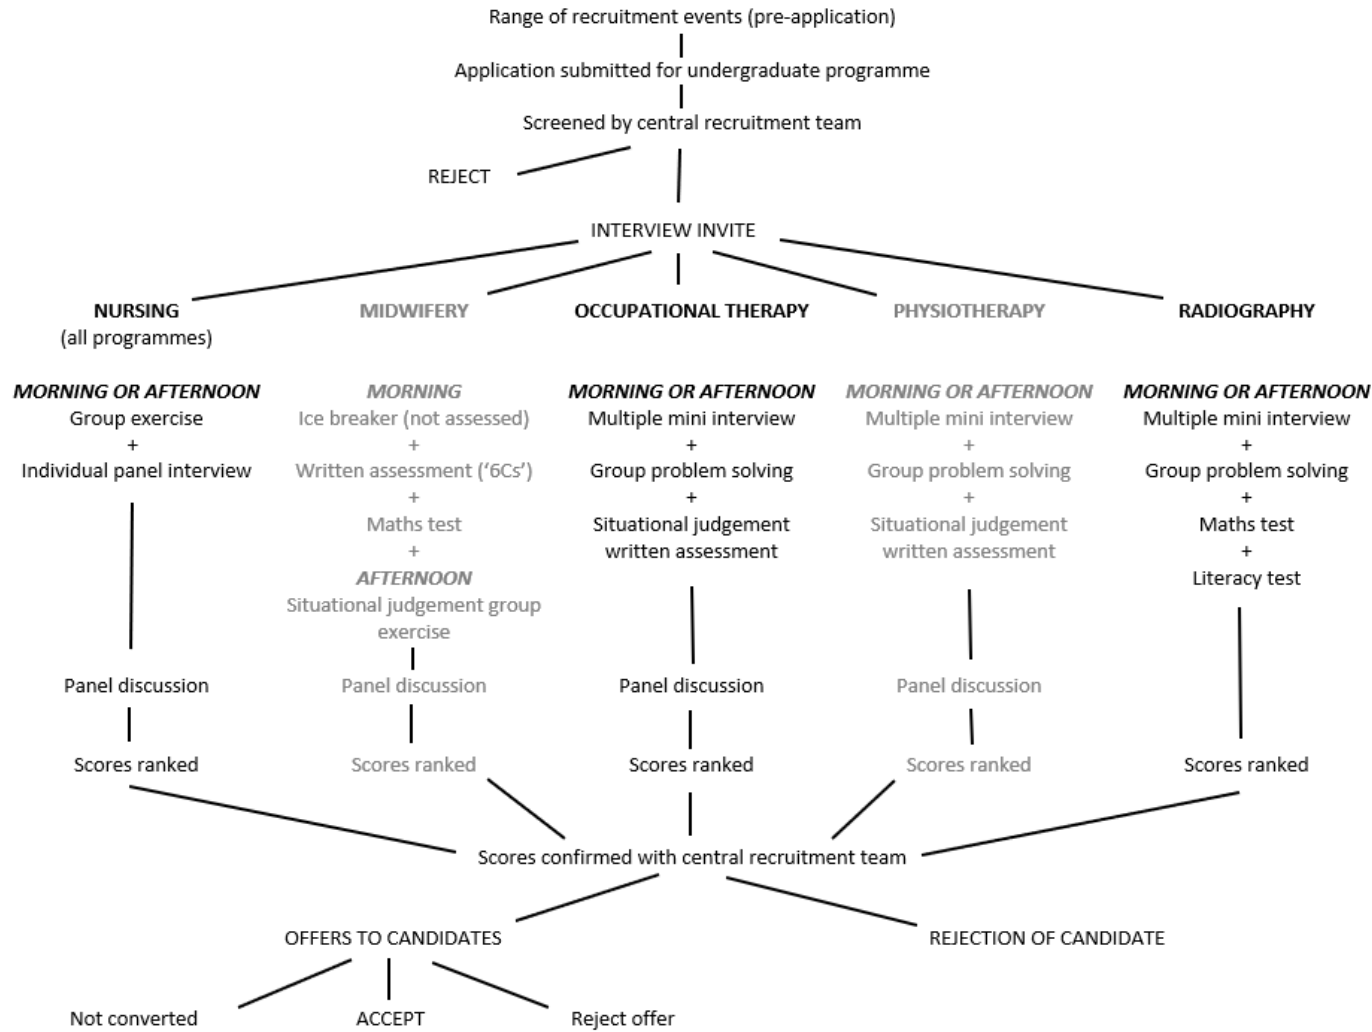 Range of recruitment events (pre-application)
Application submitted for undergraduate programme
Screened by central recruitment team
REJECT
INTERVIEW INVITE
NURSING
(all programmes)
MORNING OR AFTERNOON
Group exercise
+
Individual panel interview
Panel discussion
Scores ranked
MIDWIFERY
MORNING
Ice breaker (not assessed)
+
Written assessment (‘6Cs’)
+
Maths test
+
AFTERNOON
Situational judgement group
exercise
Panel discussion
Scores ranked
OCCUPATIONAL THERAPY
MORNING OR AFTERNOON
Multiple mini interview
+
Group problem solving
+
Situational judgement
written assessment
Panel discussion
Scores ranked
PHYSIOTHERAPY
MORNING OR AFTERNOON
Multiple mini interview
+
Group problem solving
+
Situational judgement
written assessment
Panel discussion
Scores ranked
RADIOGRAPHY
MORNING OR AFTERNOON
Multiple mini interview
+
Group problem solving
+
Maths test
+
Literacy test
Scores ranked
Scores confirmed with central recruitment team
OFFERS TO CANDIDATES
REJECTION OF CANDIDATE
Not converted
ACCEPT
Reject offer